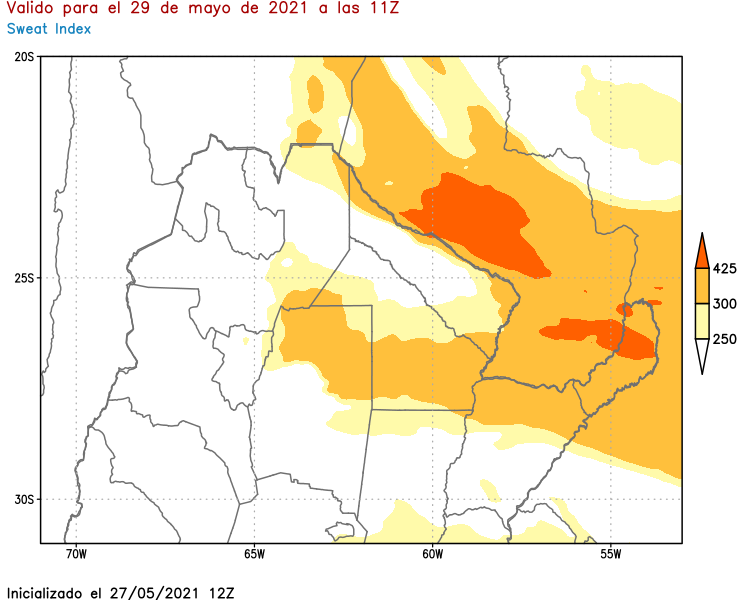 Valido para el 29 de mayo de 2021 a las 11Z
Sweat Index
20S
25S
30S
70W
65W
60W
55W
425
300
250
Inicializado el 27/05/2021 12Z